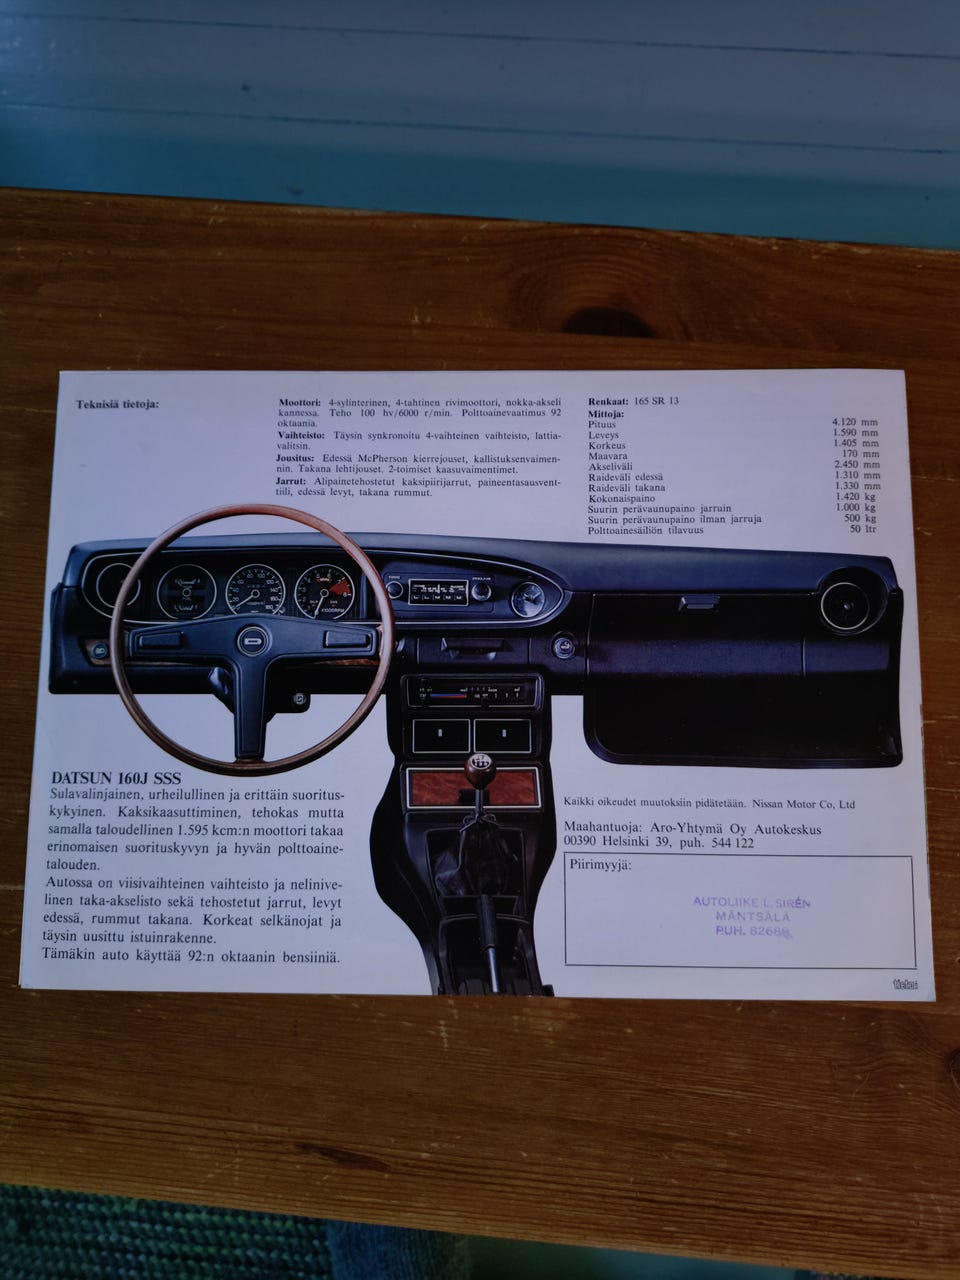 Teknisiä tietoja:
Moottori: 4-sylinterinen, 4-tahtinen rivimoottori, nokka-akseli
kannessa. Teho 100 hv/6000 r/min. Polttoainevaatimus 92
oktaania.
Vaihteisto: Täysin synkronoitu 4-vaihteinen vaihteisto, lattia-
valitsin.
Jousitus: Edessä McPherson kierrejouset, kallistuksenvaimen-
nin. Takana lehtijouset. 2-toimiset kaasuvaimentimet.
Jarrut: Alipainetehostetut kaksipiirijarrut, paineentasausvent-
tiili, edessä levyt, takana rummut.
Renkaat: 165 SR 13
Mittoja:
Pituus 4.120 mm
Leveys 1.590 mm
Korkeus 1.405 mm
Maavara 170 mm
Akseliväli 2.450 mm
Raideväli edessä 1.310 mm
Raideväli takana 1.330 mm
Kokonaispaino 1.420 kg
Suurin perävaunupaino jarruin 1.000 kg
Suurin perävaunupaino ilman jarruja 500 kg
Polttoainesäiliön tilavuus 50 ltr
DATSUN 160J SSS
Sulavalinjainen, urheilullinen ja erittäin suoritus-
kykyinen. Kaksikaasuttiminen, tehokas mutta
samalla taloudellinen 1.595 kcm:n moottori takaa
erinomaisen suorituskyvyn ja hyvän polttoaine-
talouden.
Autossa on viisivaihteinen vaihteisto ja nelinive-
linen taka-akselisto sekä tehostetut jarrut, levyt
edessä, rummut takana. Korkeat selkänojat ja
täysin uusittu istuinrakenne.
Tämäkin auto käyttää 92:n oktaanin bensiiniä.
Kaikki oikeudet muutoksiin pidätetään. Nissan Motor Co, Ltd
Maahantuoja: Aro-Yhtymä Oy Autokeskus
00390 Helsinki 39, puh. 544 122
Piirimyyjä:
AUTOLIIKE L. SIRÉN
MÄNTSÄLÄ
PUH. 82688